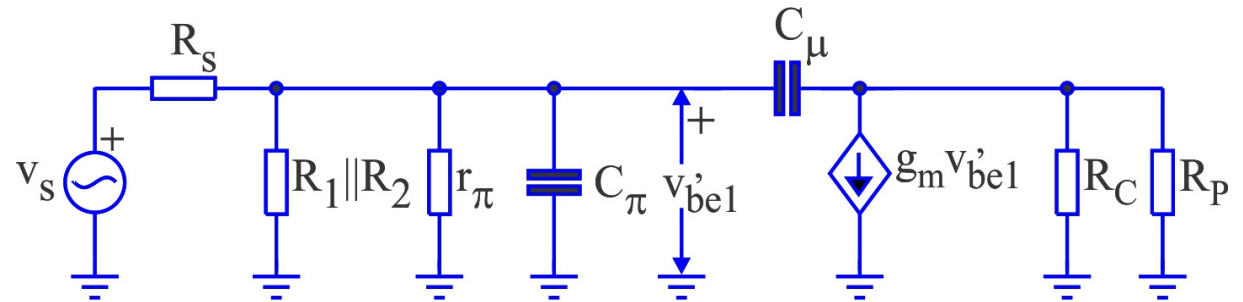 R_s
C_μ
+
+
v_s
R_1||R_2
r_π
C_π
v'_be1
g_m v'_be1
R_C
R_P